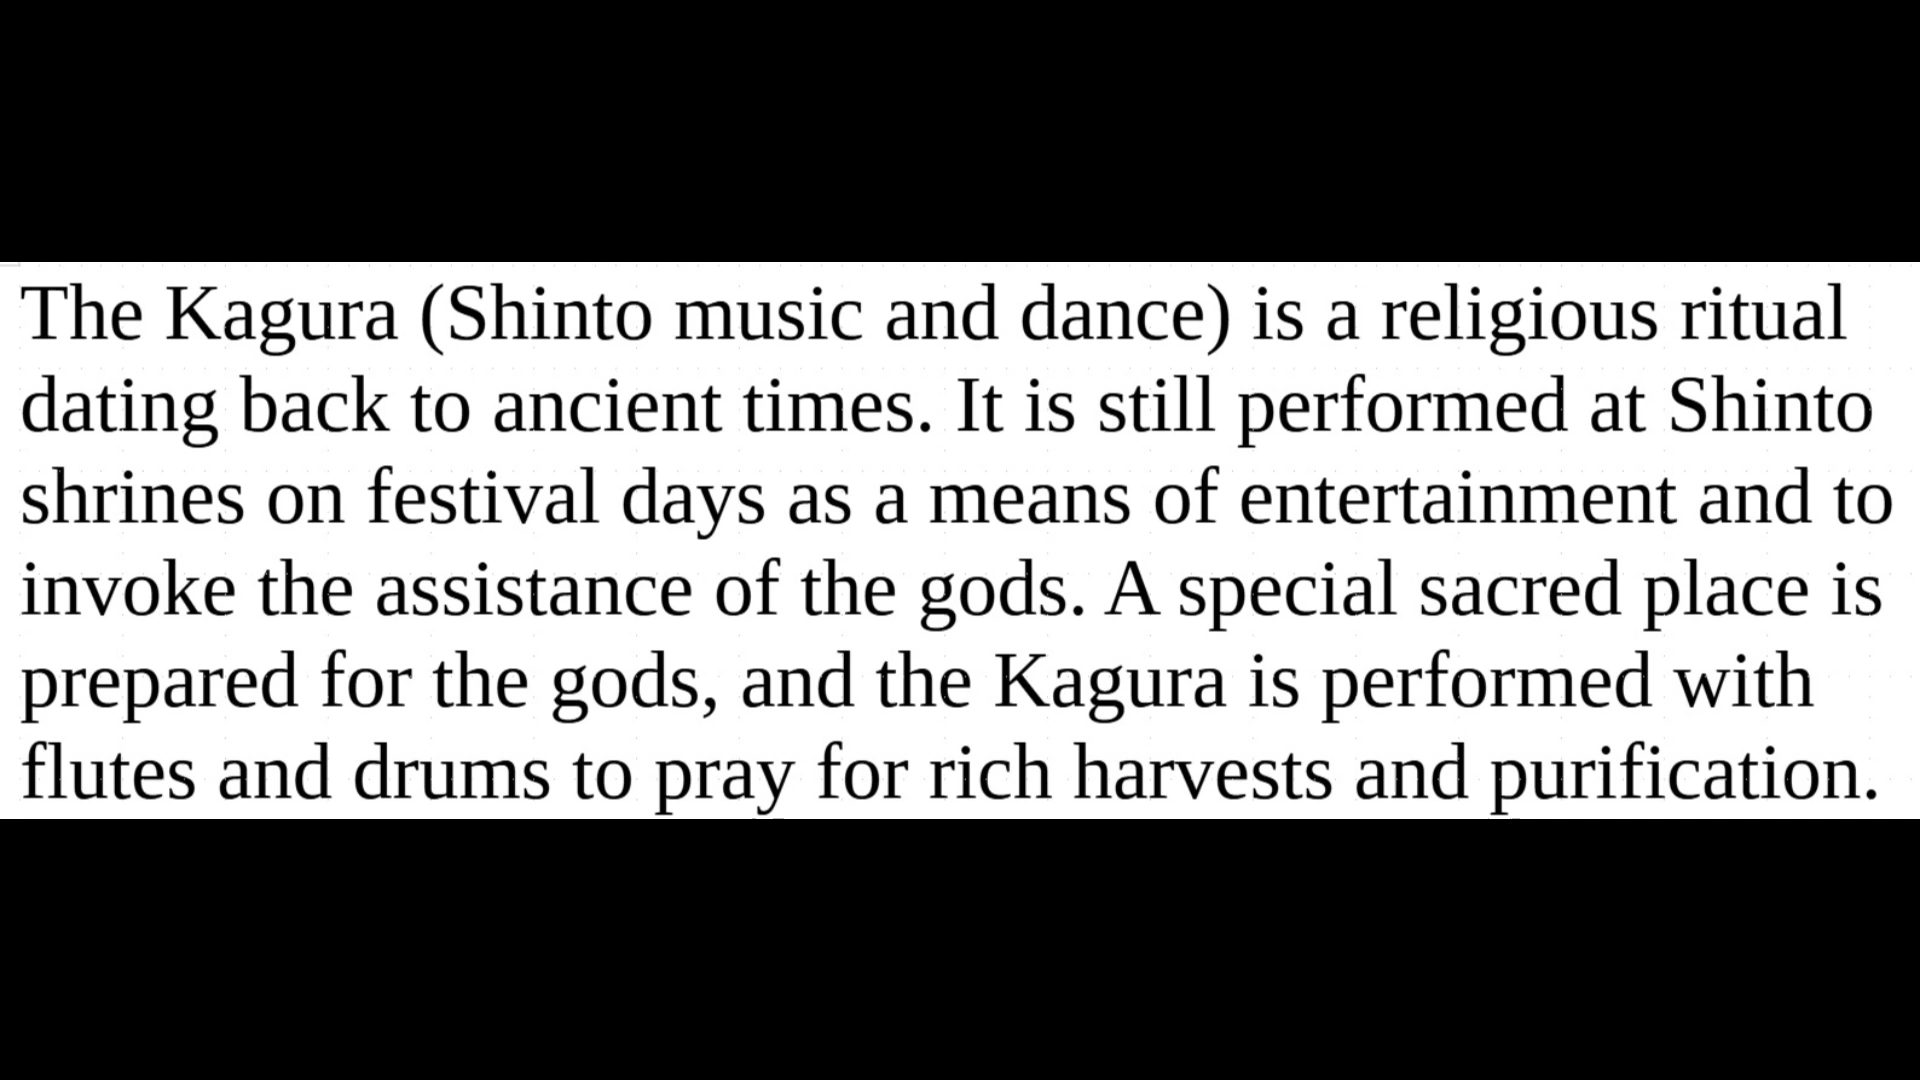 The Kagura (Shinto music and dance) is a religious ritual
dating back to ancient times. It is still performed at Shinto
shrines on festival days as a means of entertainment and to
invoke the assistance of the gods. A special sacred place is
prepared for the gods, and the Kagura is performed with
flutes and drums to pray for rich harvests and purification.